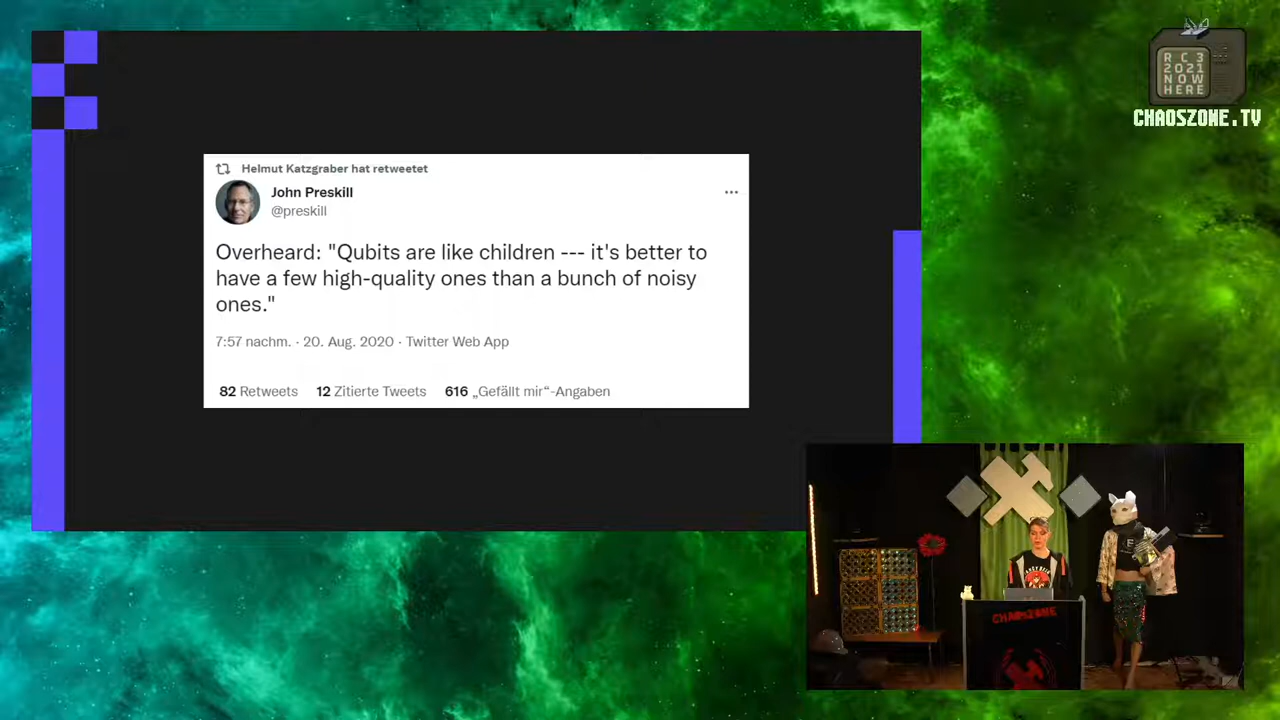 Helmut Katzgraber hat retweetet
John Preskill
@preskill
Overheard: "Qubits are like children --- it's better to
have a few high-quality ones than a bunch of noisy
ones."
7:57 nachm. · 20. Aug. 2020 · Twitter Web App
82 Retweets 12 Zitierte Tweets 616 „Gefällt mir“-Angaben
RC3
2021
NOW
HERE
CHAOSZONE.TV
CHAOSZONE